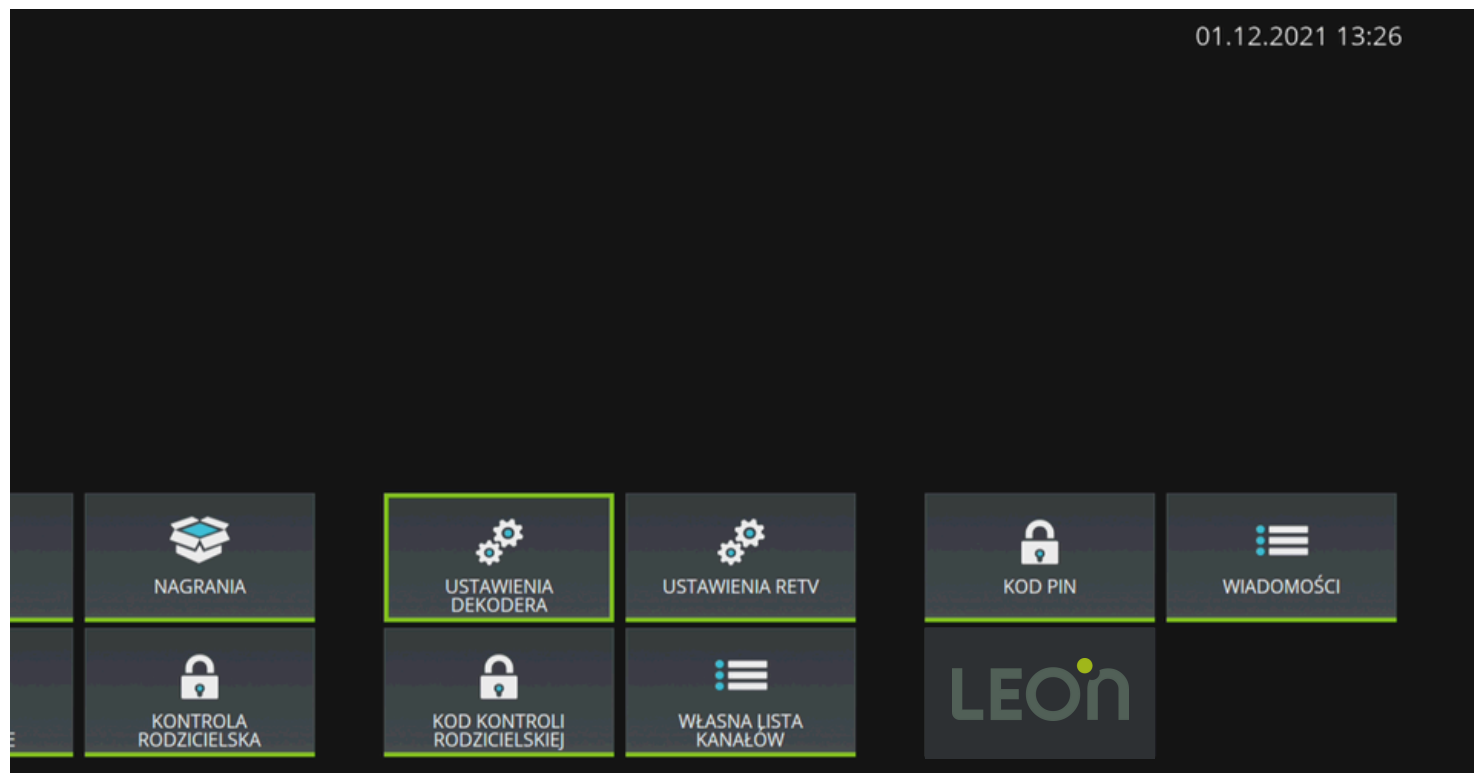 01.12.2021 13:26
NAGRANIA
USTAWIENIA
DEKODERA
USTAWIENIA RETV
KOD PIN
WIADOMOŚCI
E
KONTROLA
RODZICIELSKA
KOD KONTROLI
RODZICIELSKIEJ
WŁASNA LISTA
KANAŁÓW
LEON